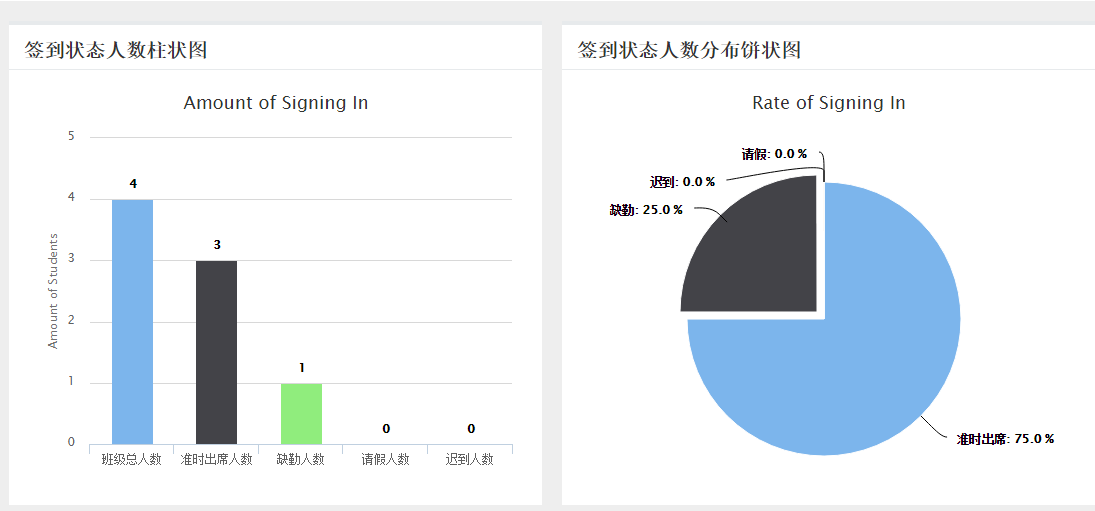 签到状态人数柱状图
Amount of Signing In
Amount of Students
5
4
3
2
1
0
4
3
1
0
0
班级总人数
准时出席人数
缺勤人数
请假人数
迟到人数
签到状态人数分布饼状图
Rate of Signing In
请假: 0.0 %
迟到: 0.0 %
缺勤: 25.0 %
准时出席: 75.0 %